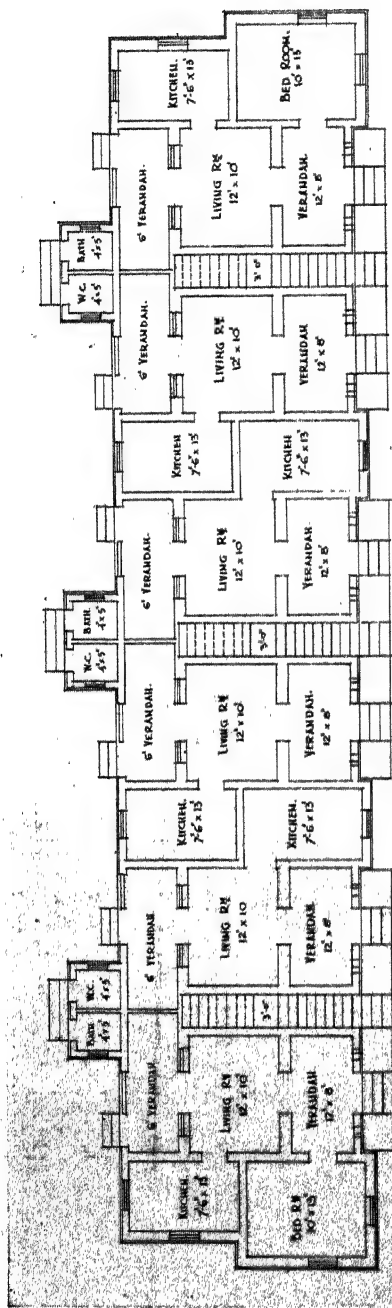 BATH
4'x5'
W.C.
4'x5'
W.C.
4'x5'
BATH.
4'x5'
W.C.
4'x5'
BATH
4'x5'
6' VERANDAH
6' VERANDAH.
6' VERANDAH.
6' VERANDAH.
6' VERANDAH.
6' VERANDAH.
KITCHEN.
7'-6" x 13'
LIVING RM
12' x 10'
LIVING RM
12' x 10
KITCHEN.
7'-6" x 13'
LIVING RM
12' x 10'
LIVING RM
12' x 10'
KITCHEN
7'-6" x 13'
LIVING RM
12' x 10'
LIVING RM
12' x 10'
KITCHEN.
7'-6" x 13'
BED RM
10' x 13'
VERANDAH
12' x 8'
3'-0"
VERANDAH.
12' x 8'
KITCHEN.
7'-6" x 13'
VERANDAH.
12' x 8'
3'-0"
VERANDAH.
12' x 8'
KITCHEN
7'-6" x 13'
VERANDAH.
12' x 8'
3'-0"
VERANDAH.
12' x 8'
BED ROOM.
10' x 13'